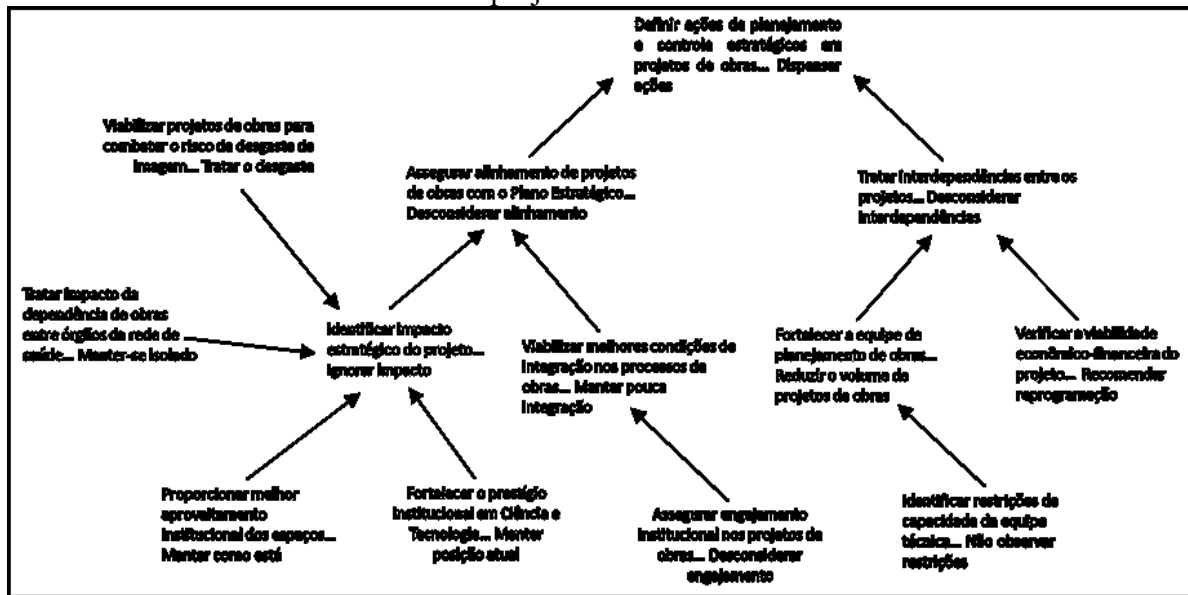 Definir ações de planejamento
e controle estratégicos em
projetos de obras... Dispensar
ações
Viabilizar projetos de obras para
combater o risco de desgaste de
imagem... Tratar o desgaste
Assegurar alinhamento de projetos
de obras com o Plano Estratégico...
Desconsiderar alinhamento
Tratar interdependências entre os
projetos... Desconsiderar
interdependências
Tratar impacto da
dependência de obras
entre órgãos da rede de
saúde... Manter-se isolado
Identificar impacto
estratégico do projeto...
Ignorar impacto
Viabilizar melhores condições de
integração nos processos de
obras... Manter pouca
integração
Fortalecer a equipe de
planejamento de obras...
Reduzir o volume de
projetos de obras
Verificar a viabilidade
econômico-financeira do
projeto... Recomendar
reprogramação
Proporcionar melhor
aproveitamento
institucional dos espaços...
Manter como está
Fortalecer o prestígio
institucional em Ciência e
Tecnologia... Manter
posição atual
Assegurar engajamento
institucional nos projetos de
obras... Desconsiderar
engajamento
Identificar restrições de
capacidade da equipe
técnica... Não observar
restrições